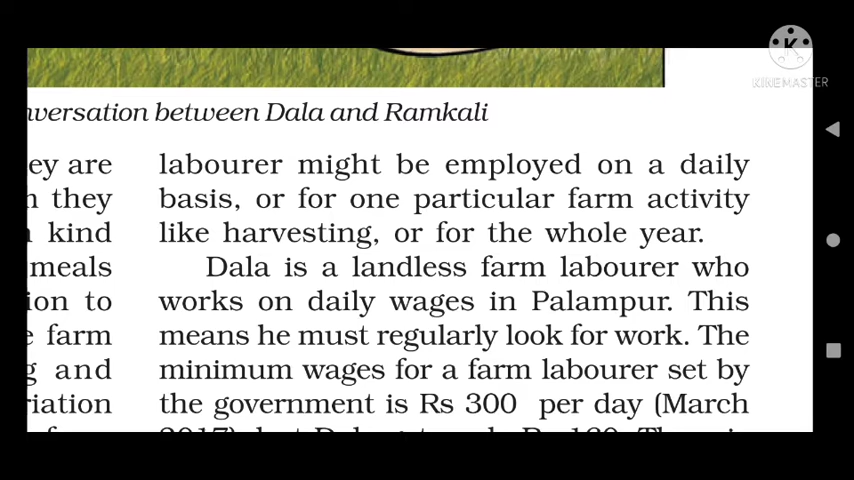 KINEMASTER
nversation between Dala and Ramkali
ey are
they
kind
meals
ion to
farm
g and
riation
labourer might be employed on a daily
basis, or for one particular farm activity
like harvesting, or for the whole year.
Dala is a landless farm labourer who
works on daily wages in Palampur. This
means he must regularly look for work. The
minimum wages for a farm labourer set by
the government is Rs 300 per day (March